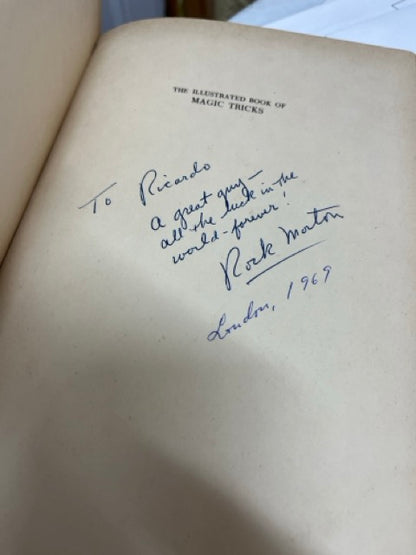 THE ILLUSTRATED BOOK OF
MAGIC TRICKS
To Ricardo
a great guy—
all the luck in the
world-forever!
Rock Morton
London, 1969